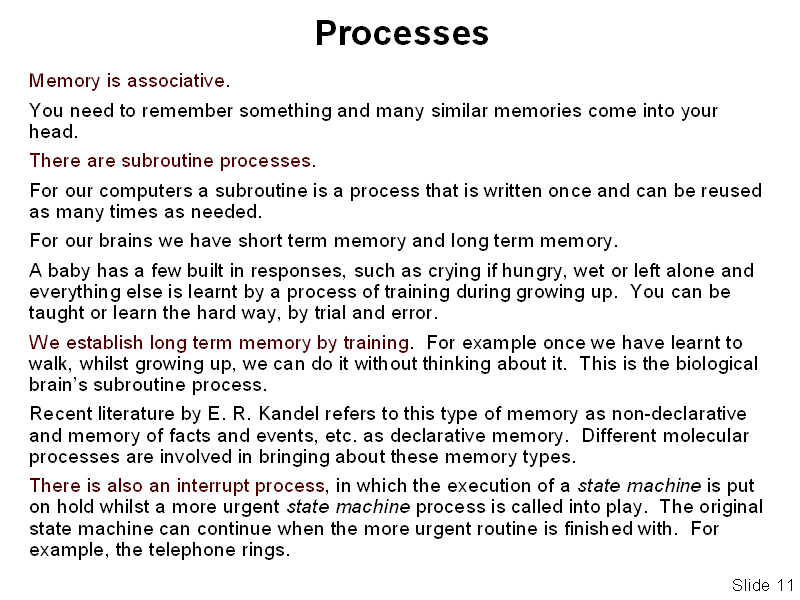 Processes
Memory is associative.
You need to remember something and many similar memories come into your
head.
There are subroutine processes.
For our computers a subroutine is a process that is written once and can be reused
as many times as needed.
For our brains we have short term memory and long term memory.
A baby has a few built in responses, such as crying if hungry, wet or left alone and
everything else is learnt by a process of training during growing up.  You can be
taught or learn the hard way, by trial and error.
We establish long term memory by training.  For example once we have learnt to
walk, whilst growing up, we can do it without thinking about it.  This is the biological
brain’s subroutine process.
Recent literature by E. R. Kandel refers to this type of memory as non-declarative
and memory of facts and events, etc. as declarative memory.  Different molecular
processes are involved in bringing about these memory types.
There is also an interrupt process, in which the execution of a state machine is put
on hold whilst a more urgent state machine process is called into play.  The original
state machine can continue when the more urgent routine is finished with.  For
example, the telephone rings.
Slide 11